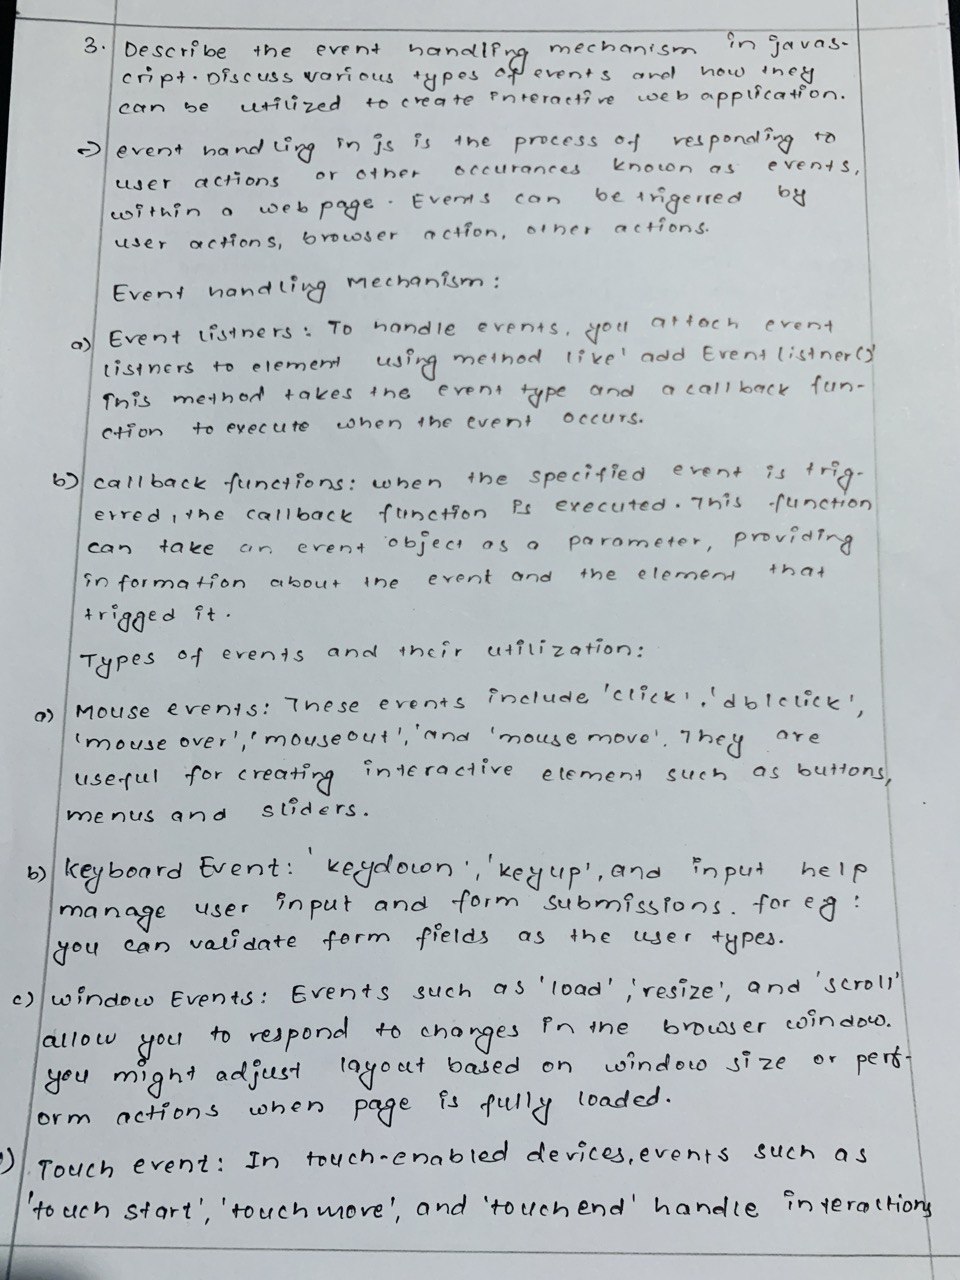 3. Describe the event handling mechanism in javas-
cript. Discuss various types of events and how they
can be utilized to create interactive web application.
→ event handling in js is the process of responding to
user actions or other occurances known as events,
within a web page. Events can be trigerred by
user actions, browser action, other actions.
Event handling Mechanism:
a) Event listners: To handle events, you attach event
listners to element using method like' add Event listner()'
This method takes the event type and a call back fun-
ction to execute when the event occurs.
b) callback functions: when the specified event is trig-
erred, the callback function is executed. This function
can take an event object as a parameter, providing
information about the event and the element that
trigged it.
Types of events and their utilization:
a) Mouse events: These events include 'click', 'dblclick',
'mouse over', 'mouseout', 'and 'mouse move'. They are
useful for creating interactive element such as buttons,
menus and sliders.
b) keyboard Event: 'keydown', 'keyup', and input help
manage user input and form submissions. for eg:
you can validate form fields as the user types.
c) window Events: Events such as 'load', 'resize', and 'scroll'
allow you to respond to changes in the browser window.
you might adjust layout based on window size or perf-
orm actions when page is fully loaded.
) Touch event: In touch-enabled devices, events such as
'touch start', 'touch move', and 'touch end' handle interactions